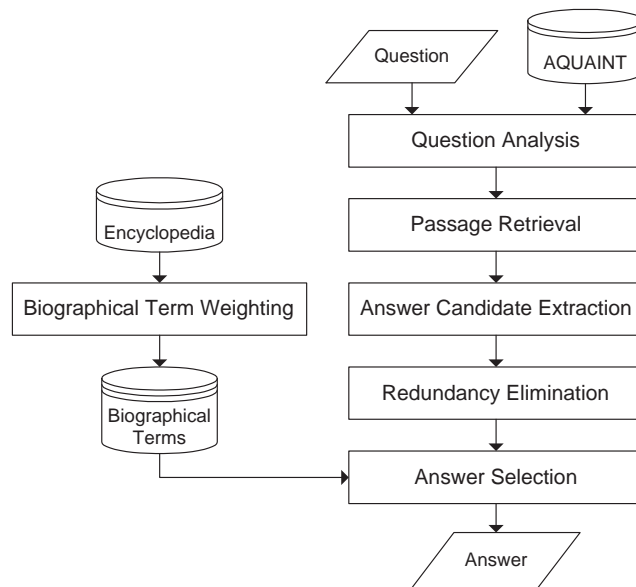 Question
AQUAINT
Question Analysis
Passage Retrieval
Encyclopedia
Biographical Term Weighting
Answer Candidate Extraction
Redundancy Elimination
Biographical
Terms
Answer Selection
Answer